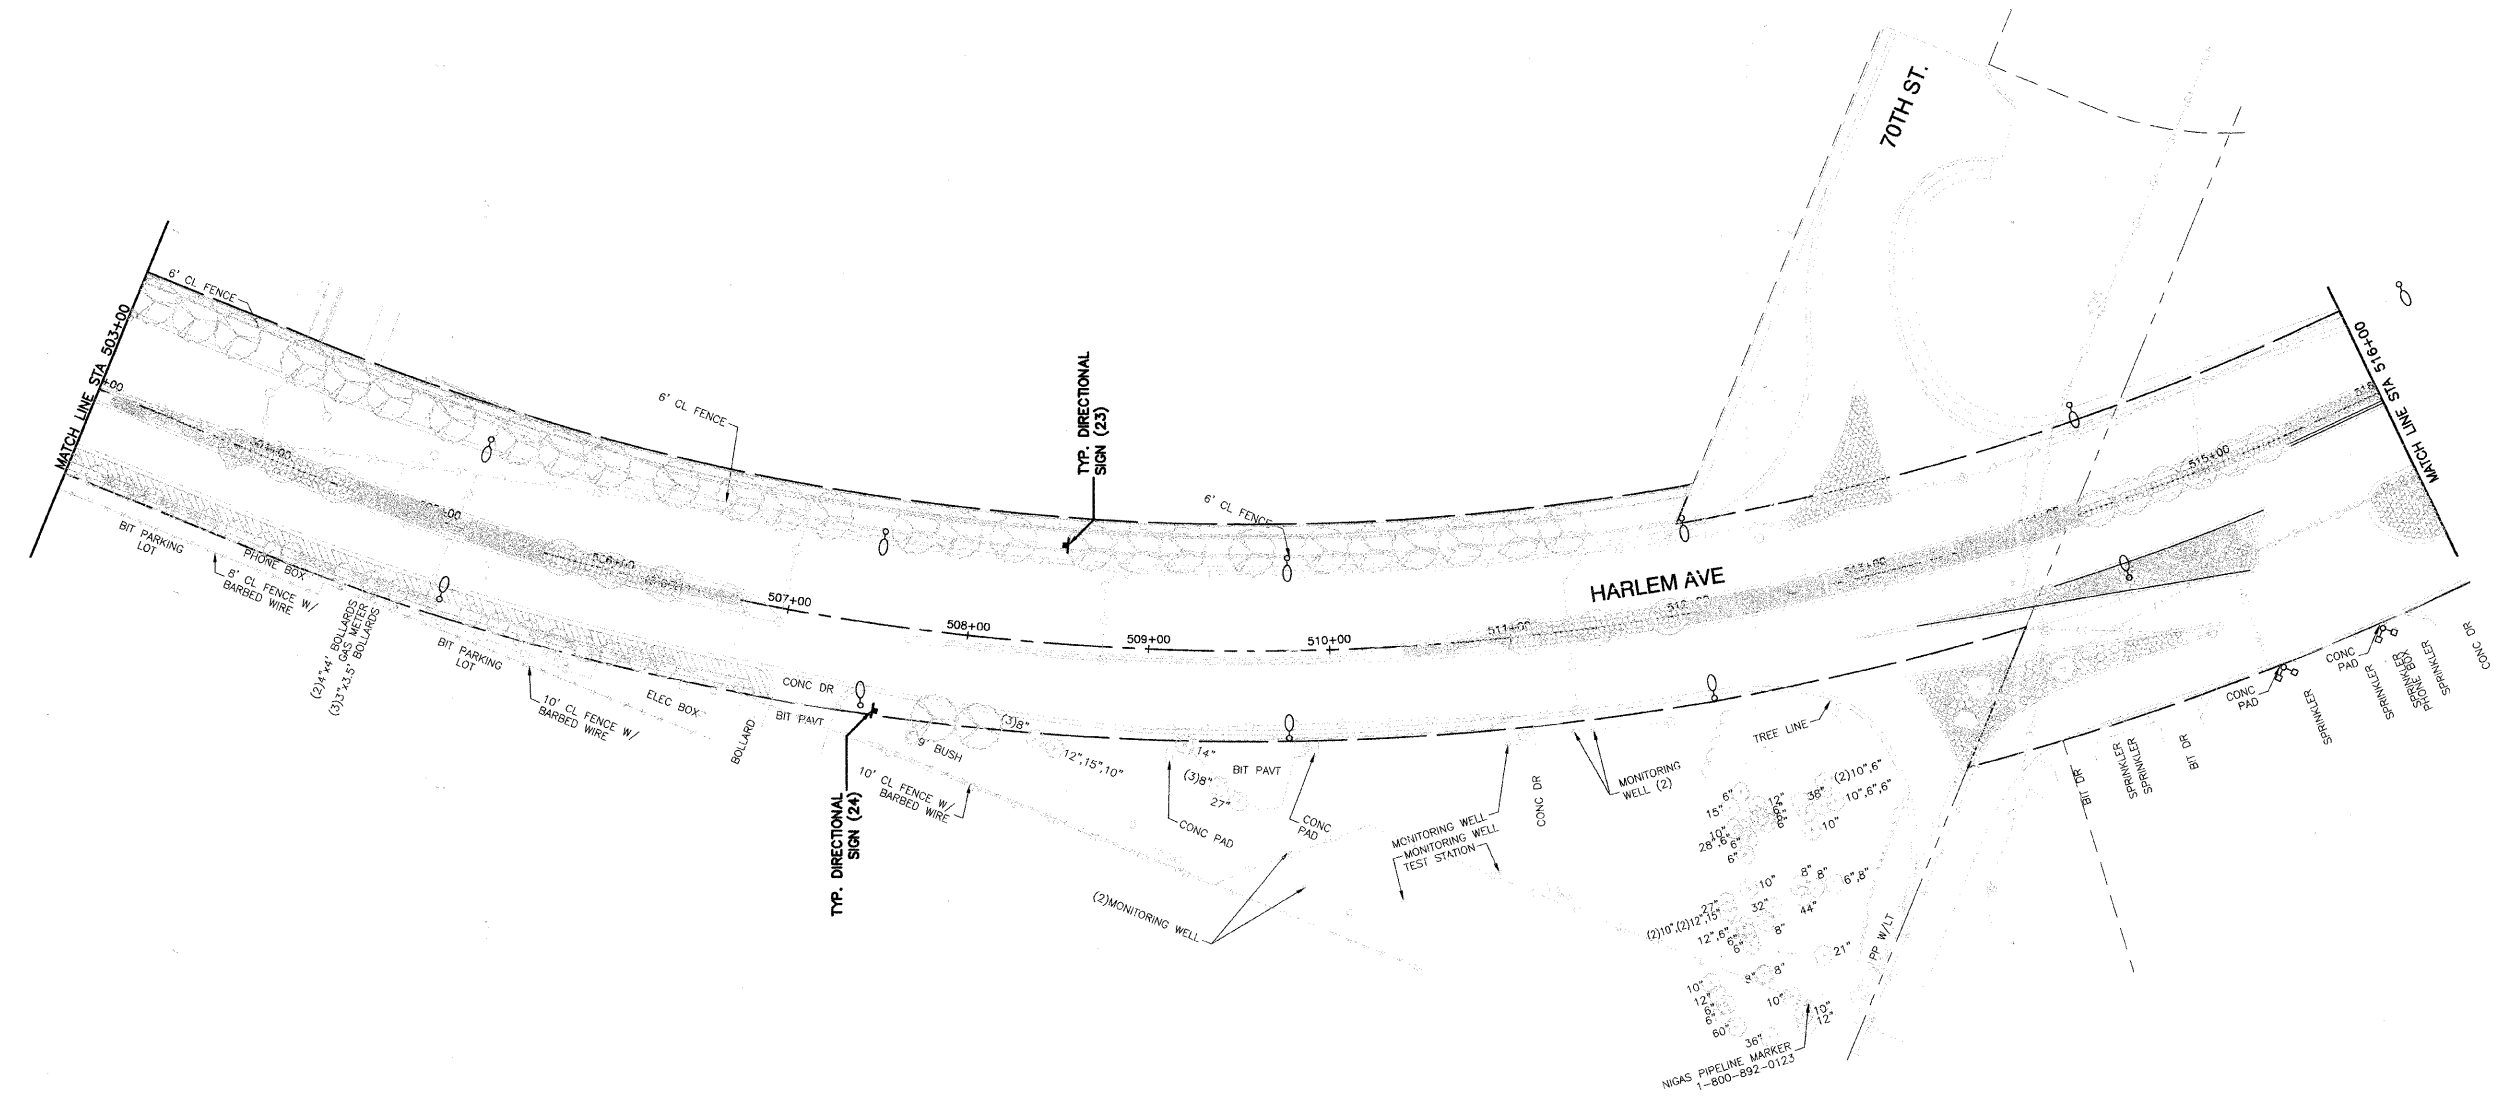 70TH ST.
MATCH LINE STA 503+00
6' CL FENCE
+00
6' CL FENCE
TYP. DIRECTIONAL
SIGN (23)
6' CL FENCE
HARLEM AVE
MATCH LINE STA 516+00
507+00
508+00
509+00
510+00
511+00
515+00
BIT PARKING
LOT
PHONE BOX
8' CL FENCE W/
BARBED WIRE
(2)4"x4' BOLLARDS
GAS METER
(3)3"x3.5' BOLLARDS
BIT PARKING
LOT
10' CL FENCE W/
BARBED WIRE
ELEC BOX
BOLLARD
CONC DR
BIT PAVT
TYP. DIRECTIONAL
SIGN (24)
9' BUSH
(3)8"
12",15",10"
10' CL FENCE W/
BARBED WIRE
14"
(3)8"
27"
BIT PAVT
CONC PAD
CONC
PAD
(2)MONITORING WELL
MONITORING WELL
MONITORING WELL
TEST STATION
CONC DR
MONITORING
WELL (2)
TREE LINE
6"
15"
12"
36"
(2)10",6"
10",6",6"
10"
10"
28",6"
6"
6"
10"
8"
8"
6",8"
27"
32"
44"
(2)10",(2)12",15"
12",6"
6"
6"
8"
21"
8"
8"
10"
12"
6"
6"
60"
10"
10"
12"
36"
NIGAS PIPELINE MARKER
1-800-892-0123
PP W/LT
BIT DR
SPRINKLER
SPRINKLER
BIT DR
CONC
PAD
SPRINKLER
CONC
PAD
SPRINKLER
SPRINKLER
PHONE BOX
SPRINKLER
CONC DR